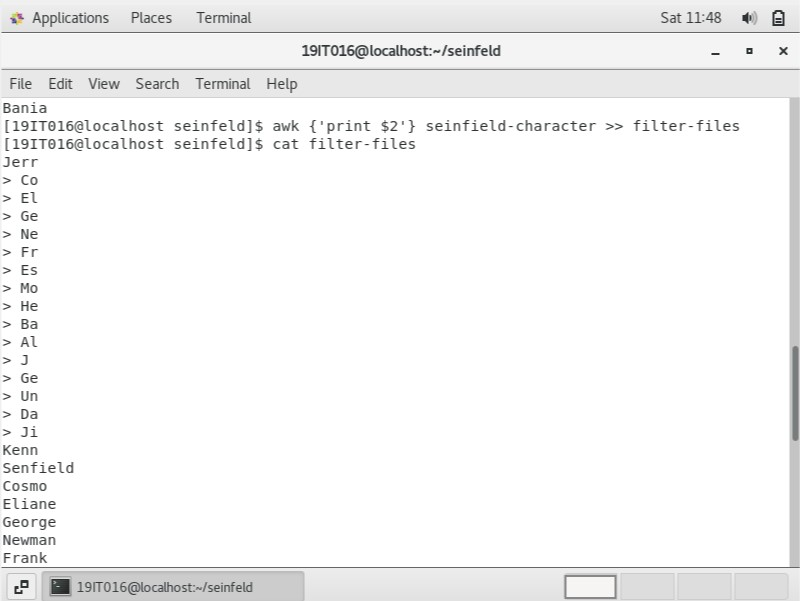 Applications Places Terminal Sat 11:48
19IT016@localhost:~/seinfeld
File Edit View Search Terminal Help
Bania
[19IT016@localhost seinfeld]$ awk {'print $2'} seinfield-character >> filter-files
[19IT016@localhost seinfeld]$ cat filter-files
Jerr
> Co
> El
> Ge
> Ne
> Fr
> Es
> Mo
> He
> Ba
> Al
> J
> Ge
> Un
> Da
> Ji
Kenn
Senfield
Cosmo
Eliane
George
Newman
Frank
19IT016@localhost:~/seinfeld